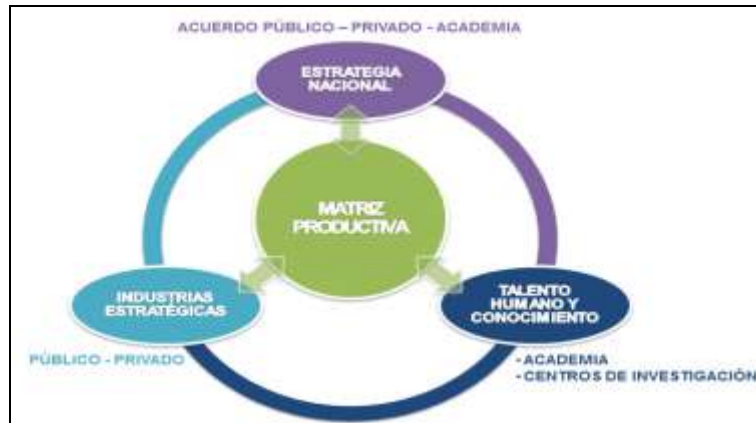 ACUERDO PÚBLICO – PRIVADO - ACADEMIA
ESTRATEGIA
NACIONAL
MATRIZ
PRODUCTIVA
INDUSTRIAS
ESTRATÉGICAS
TALENTO
HUMANO Y
CONOCIMIENTO
PÚBLICO - PRIVADO
- ACADEMIA
- CENTROS DE INVESTIGACIÓN